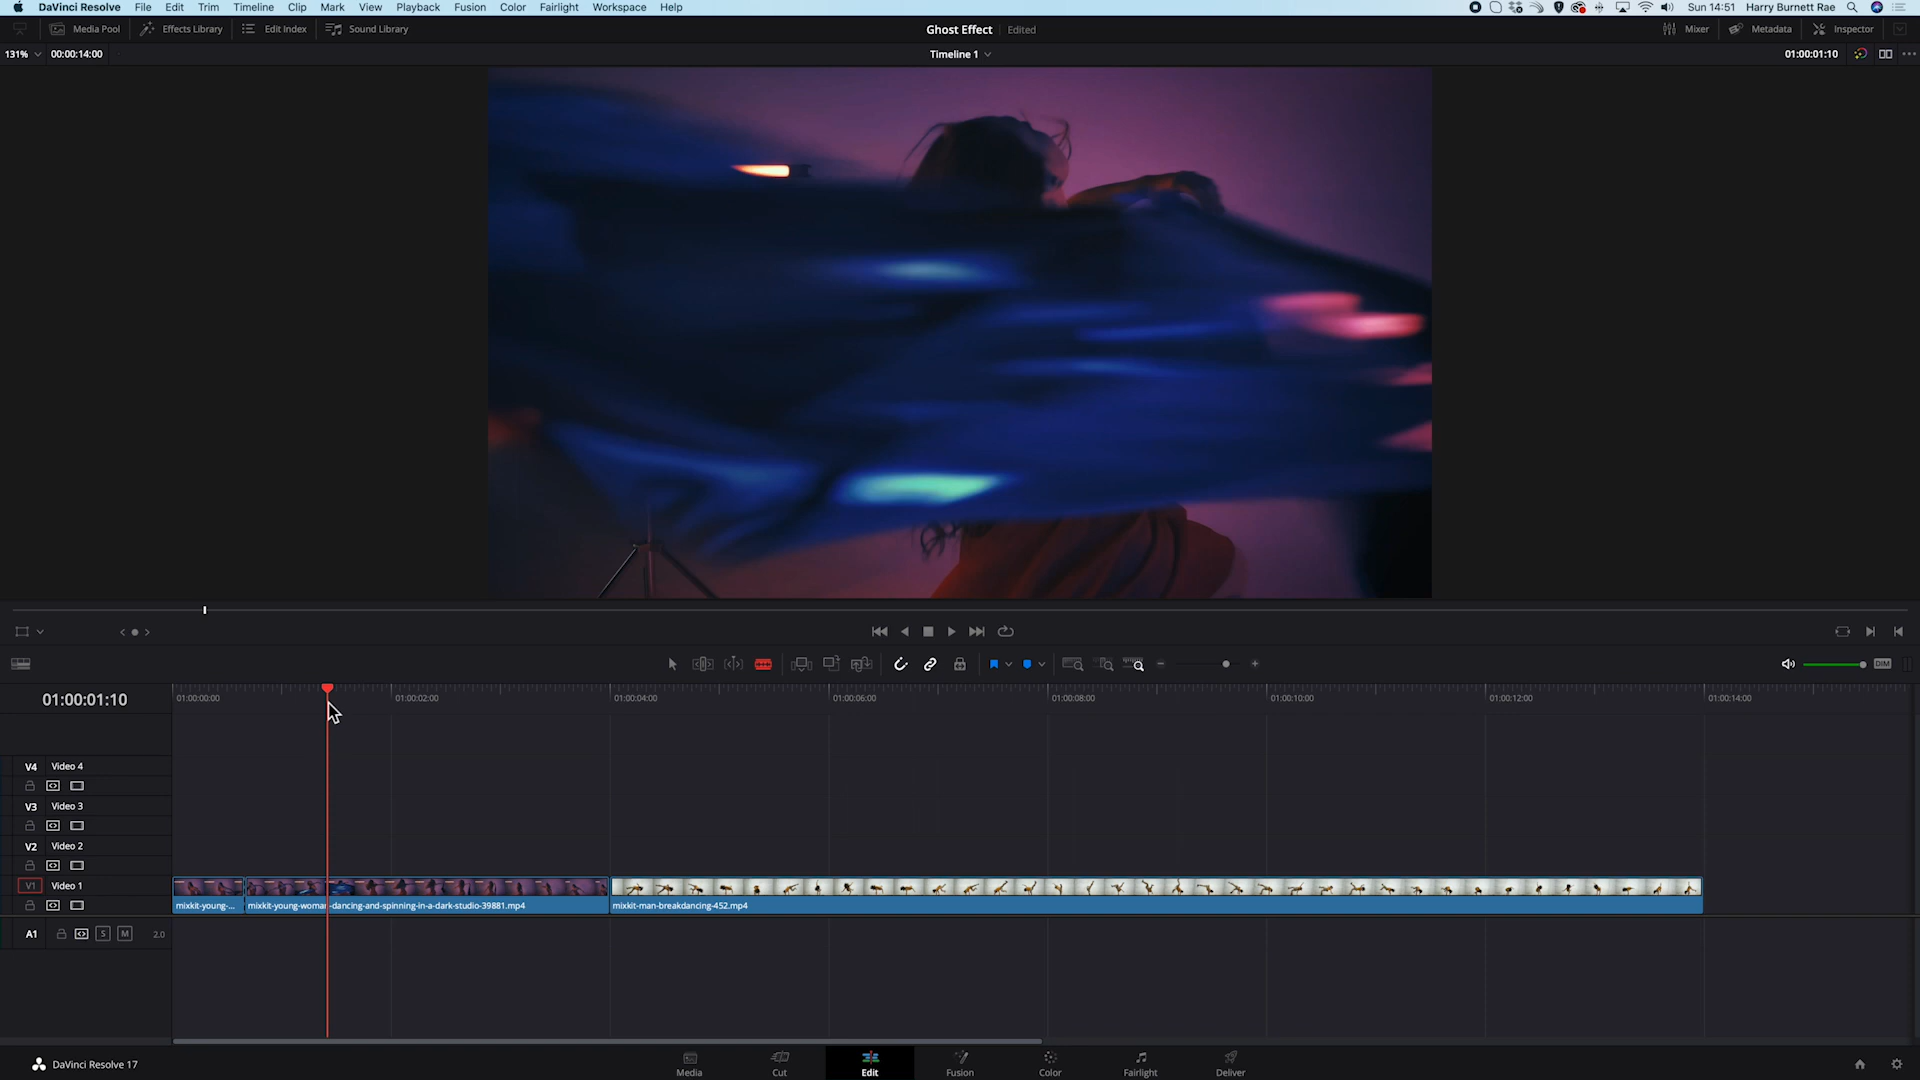 DaVinci Resolve File Edit Trim Timeline Clip Mark View Playback Fusion Color Fairlight Workspace Help Sun 14:51 Harry Burnett Rae
Media Pool Effects Library Edit Index Sound Library Ghost Effect Edited Mixer Metadata Inspector
131% 00:00:14:00 Timeline 1 01:00:01:10
DIM
01:00:01:10 01:00:00:00 01:00:02:00 01:00:04:00 01:00:06:00 01:00:08:00 01:00:10:00 01:00:12:00 01:00:14:00
V4 Video 4
V3 Video 3
V2 Video 2
V1 Video 1
mixkit-young-... mixkit-young-woman-dancing-and-spinning-in-a-dark-studio-39881.mp4 mixkit-man-breakdancing-452.mp4
A1 S M 2.0
DaVinci Resolve 17 Media Cut Edit Fusion Color Fairlight Deliver